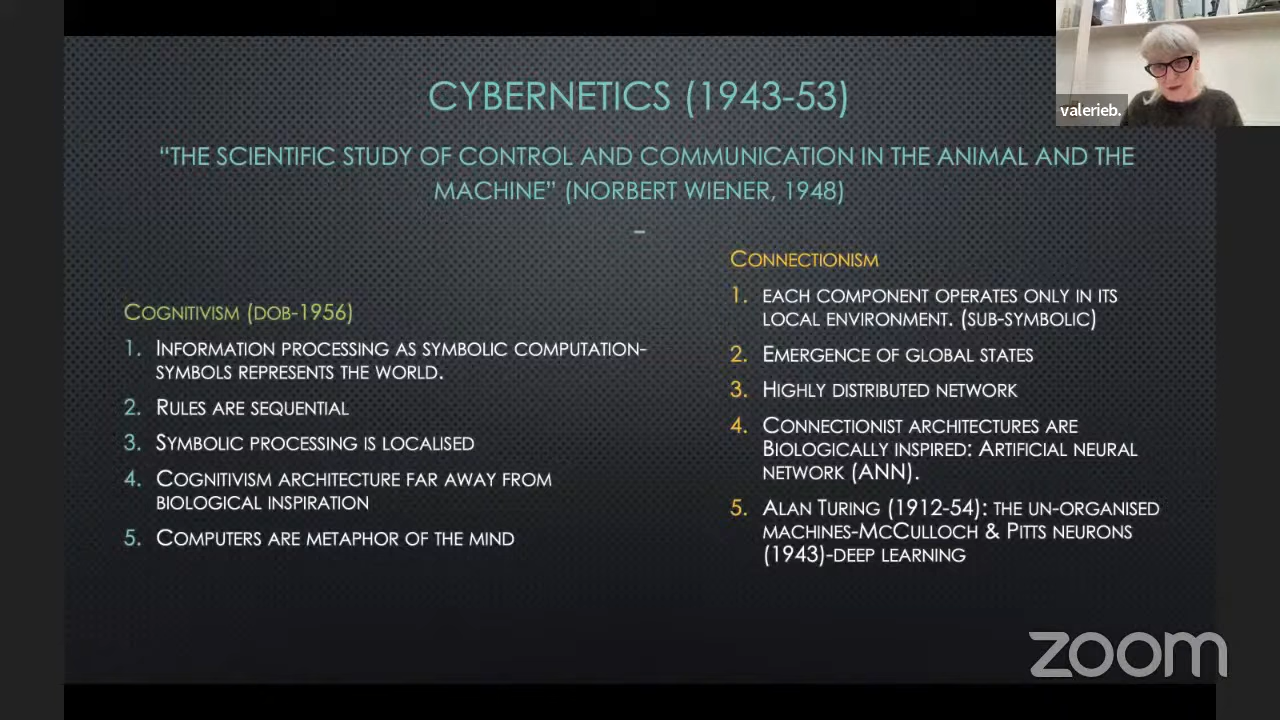 CYBERNETICS (1943-53)
“THE SCIENTIFIC STUDY OF CONTROL AND COMMUNICATION IN THE ANIMAL AND THE
MACHINE” (NORBERT WIENER, 1948)
–
valerieb.
COGNITIVISM (DOB-1956)
1. INFORMATION PROCESSING AS SYMBOLIC COMPUTATION-
SYMBOLS REPRESENTS THE WORLD.
2. RULES ARE SEQUENTIAL
3. SYMBOLIC PROCESSING IS LOCALISED
4. COGNITIVISM ARCHITECTURE FAR AWAY FROM
BIOLOGICAL INSPIRATION
5. COMPUTERS ARE METAPHOR OF THE MIND
CONNECTIONISM
1. EACH COMPONENT OPERATES ONLY IN ITS
LOCAL ENVIRONMENT. (SUB-SYMBOLIC)
2. EMERGENCE OF GLOBAL STATES
3. HIGHLY DISTRIBUTED NETWORK
4. CONNECTIONIST ARCHITECTURES ARE
BIOLOGICALLY INSPIRED: ARTIFICIAL NEURAL
NETWORK (ANN).
5. ALAN TURING (1912-54): THE UN-ORGANISED
MACHINES-MCCULLOCH & PITTS NEURONS
(1943)-DEEP LEARNING
zoom